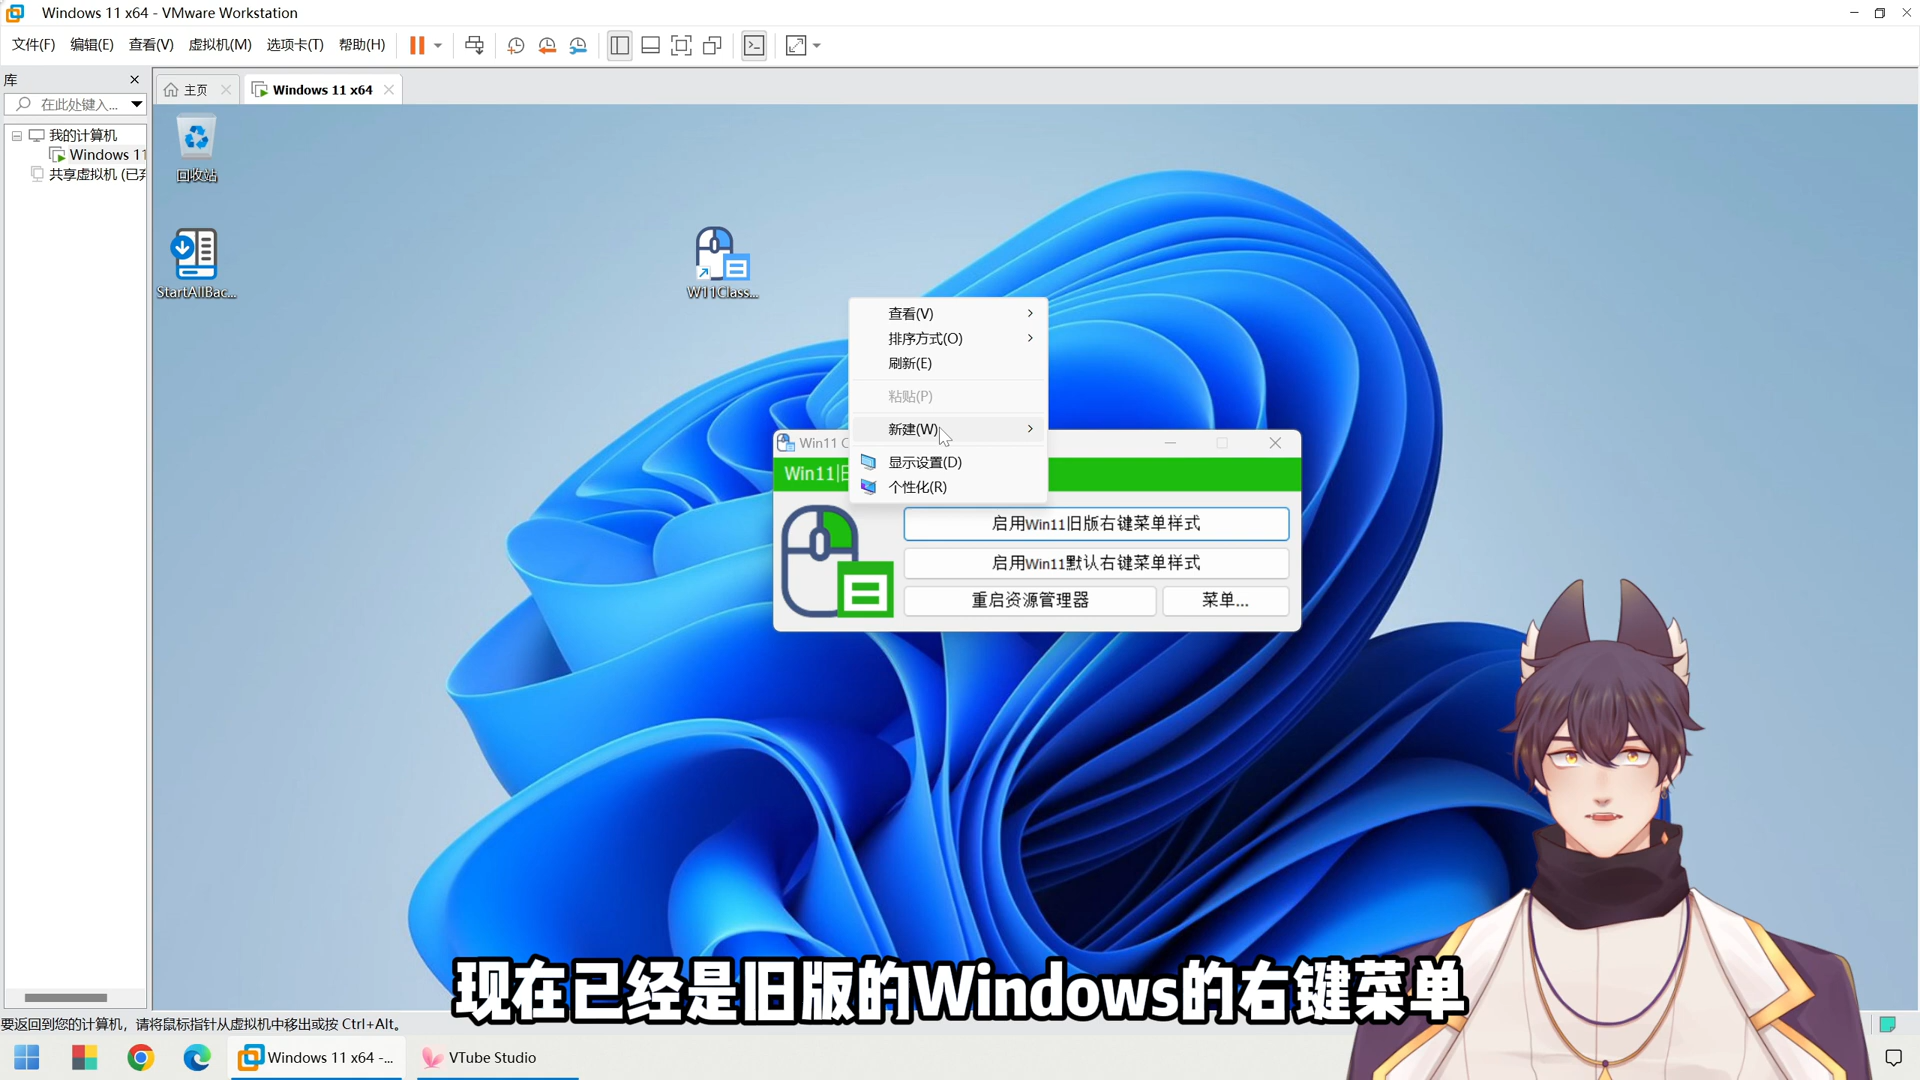 Windows 11 x64 - VMware Workstation
文件(F) 编辑(E) 查看(V) 虚拟机(M) 选项卡(T) 帮助(H)
库
主页
Windows 11 x64
在此处键入...
我的计算机
Windows 11
共享虚拟机 (已弃
回收站
StartAllBac...
W11Class...
查看(V)
排序方式(O)
刷新(E)
粘贴(P)
新建(W)
显示设置(D)
个性化(R)
Win11 C
Win11旧
启用Win11旧版右键菜单样式
启用Win11默认右键菜单样式
重启资源管理器
菜单...
现在已经是旧版的Windows的右键菜单
要返回到您的计算机，请将鼠标指针从虚拟机中移出或按 Ctrl+Alt。
Windows 11 x64 -...
VTube Studio